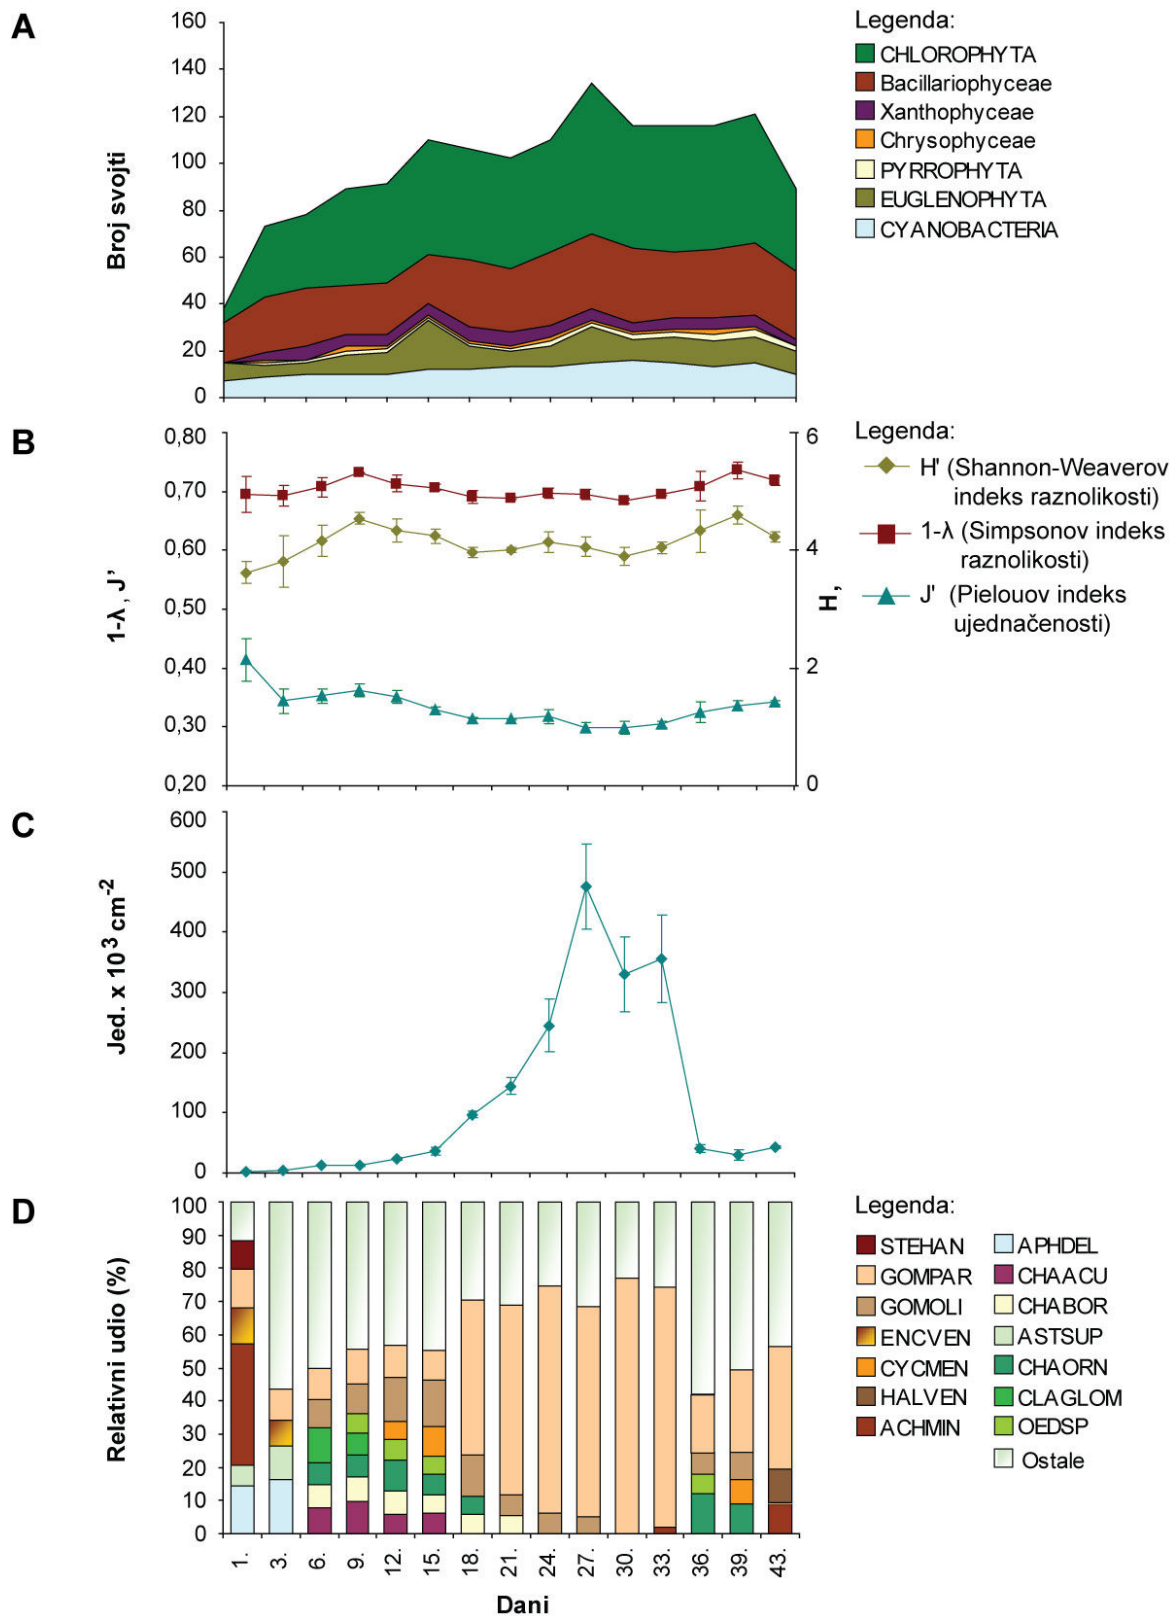 A
160
140
120
100
80
60
40
20
0
Broj svojti
Legenda:
CHLOROPHYTA
Bacillariophyceae
Xanthophyceae
Chrysophyceae
PYRROPHYTA
EUGLENOPHYTA
CYANOBACTERIA
B
0,80
0,70
0,60
0,50
0,40
0,30
0,20
1-λ , J'
6
4
2
0
H,
Legenda:
H' (Shannon-Weaverov
indeks raznolikosti)
1-λ (Simpsonov indeks
raznolikosti)
J' (Pielouov indeks
ujednačenosti)
C
600
500
400
300
200
100
0
Jed. x 10³ cm⁻²
D
100
90
80
70
60
50
40
30
20
10
0
Relativni udio (%)
1. 3. 6. 9. 12. 15. 18. 21. 24. 27. 30. 33. 36. 39. 43.
Dani
Legenda:
STEHAN
GOMPAR
GOMOLI
ENCVEN
CYCMEN
HALVEN
ACHMIN
APHDEL
CHAACU
CHABOR
ASTSUP
CHAORN
CLAGLOM
OEDSP
Ostale